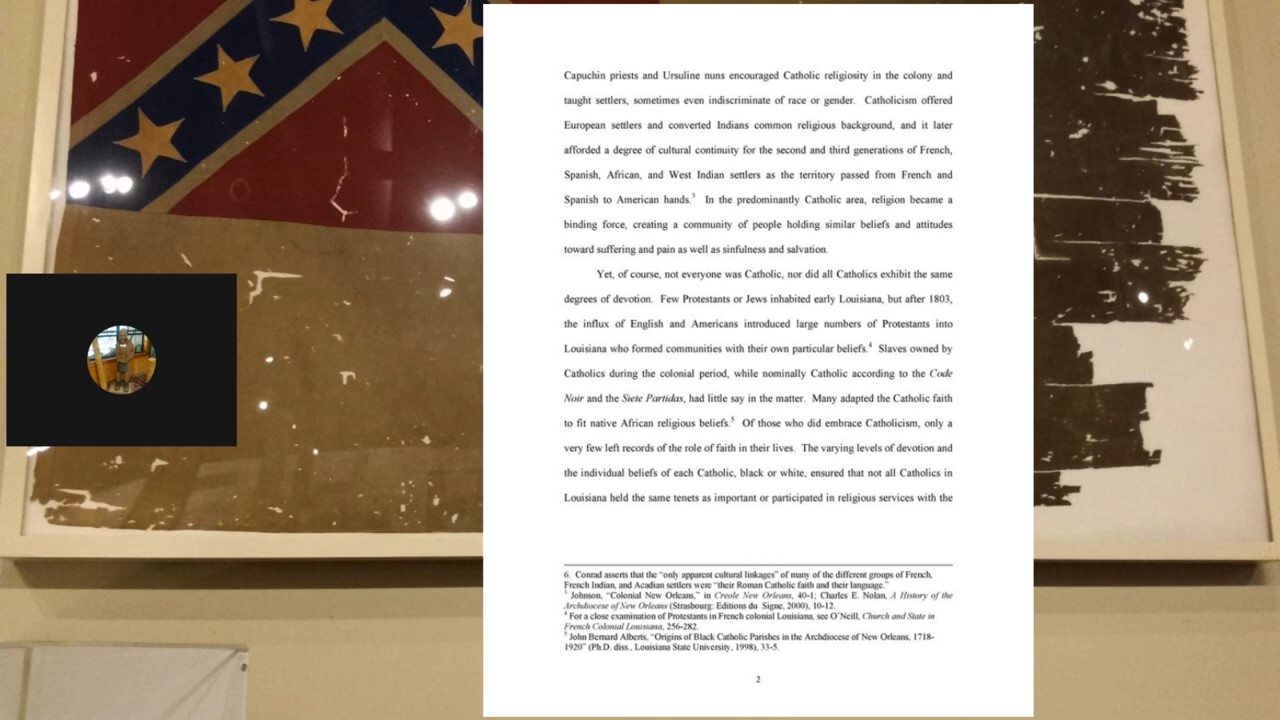 Capuchin priests and Ursuline nuns encouraged Catholic religiosity in the colony and
taught settlers, sometimes even indiscriminate of race or gender. Catholicism offered
European settlers and converted Indians common religious background, and it later
afforded a degree of cultural continuity for the second and third generations of French,
Spanish, African, and West Indian settlers as the territory passed from French and
Spanish to American hands.3 In the predominantly Catholic area, religion became a
binding force, creating a community of people holding similar beliefs and attitudes
toward suffering and pain as well as sinfulness and salvation.
Yet, of course, not everyone was Catholic, nor did all Catholics exhibit the same
degrees of devotion. Few Protestants or Jews inhabited early Louisiana, but after 1803,
the influx of English and Americans introduced large numbers of Protestants into
Louisiana who formed communities with their own particular beliefs.4 Slaves owned by
Catholics during the colonial period, while nominally Catholic according to the Code
Noir and the Siete Partidas, had little say in the matter. Many adapted the Catholic faith
to fit native African religious beliefs.5 Of those who did embrace Catholicism, only a
very few left records of the role of faith in their lives. The varying levels of devotion and
the individual beliefs of each Catholic, black or white, ensured that not all Catholics in
Louisiana held the same tenets as important or participated in religious services with the
6. Conrad asserts that the "only apparent cultural linkages" of many of the different groups of French,
French Indian, and Acadian settlers were "their Roman Catholic faith and their language."
3 Johnson, "Colonial New Orleans," in Creole New Orleans, 40-1; Charles E. Nolan, A History of the
Archdiocese of New Orleans (Strasbourg: Editions du Signe, 2000), 10-12.
4 For a close examination of Protestants in French colonial Louisiana, see O'Neill, Church and State in
French Colonial Louisiana, 256-282.
5 John Bernard Alberts, "Origins of Black Catholic Parishes in the Archdiocese of New Orleans, 1718-
1920" (Ph.D. diss., Louisiana State University, 1998), 33-5.
2